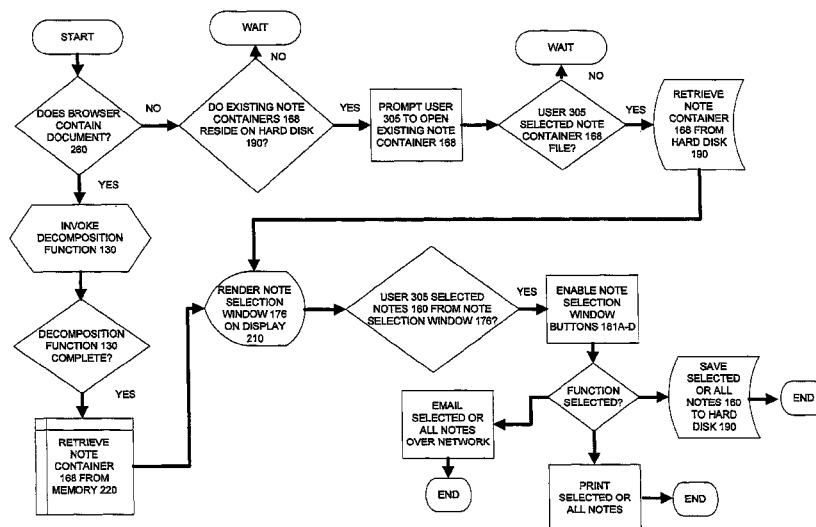 START
WAIT
NO
DOES BROWSER
CONTAIN
DOCUMENT?
260
NO
DO EXISTING NOTE
CONTAINERS 168
RESIDE ON HARD DISK
190?
YES
PROMPT USER
305 TO OPEN
EXISTING NOTE
CONTAINER 168
WAIT
NO
USER 305
SELECTED NOTE
CONTAINER 168
FILE?
YES
RETRIEVE
NOTE
CONTAINER
168 FROM
HARD DISK
190
YES
INVOKE
DECOMPOSITION
FUNCTION 130
DECOMPOSITION
FUNCTION 130
COMPLETE?
YES
RETRIEVE
NOTE
CONTAINER
168 FROM
MEMORY 220
RENDER NOTE
SELECTION
WINDOW 176
ON DISPLAY
210
USER 305 SELECTED
NOTES 160 FROM NOTE
SELECTION WINDOW 176?
YES
ENABLE NOTE
SELECTION
WINDOW
BUTTONS 181A-D
FUNCTION
SELECTED?
SAVE
SELECTED
OR ALL
NOTES 160
TO HARD
DISK 190
END
EMAIL
SELECTED OR
ALL NOTES
OVER NETWORK
END
PRINT
SELECTED OR
ALL NOTES
END